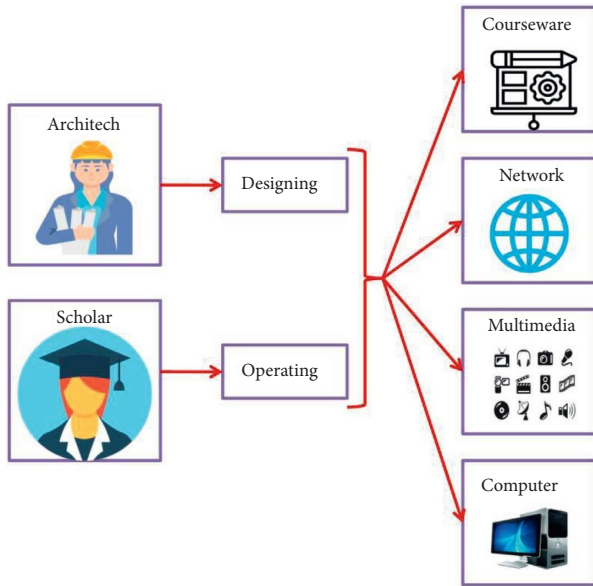 Architech
Designing
Scholar
Operating
Courseware
Network
Multimedia
Computer